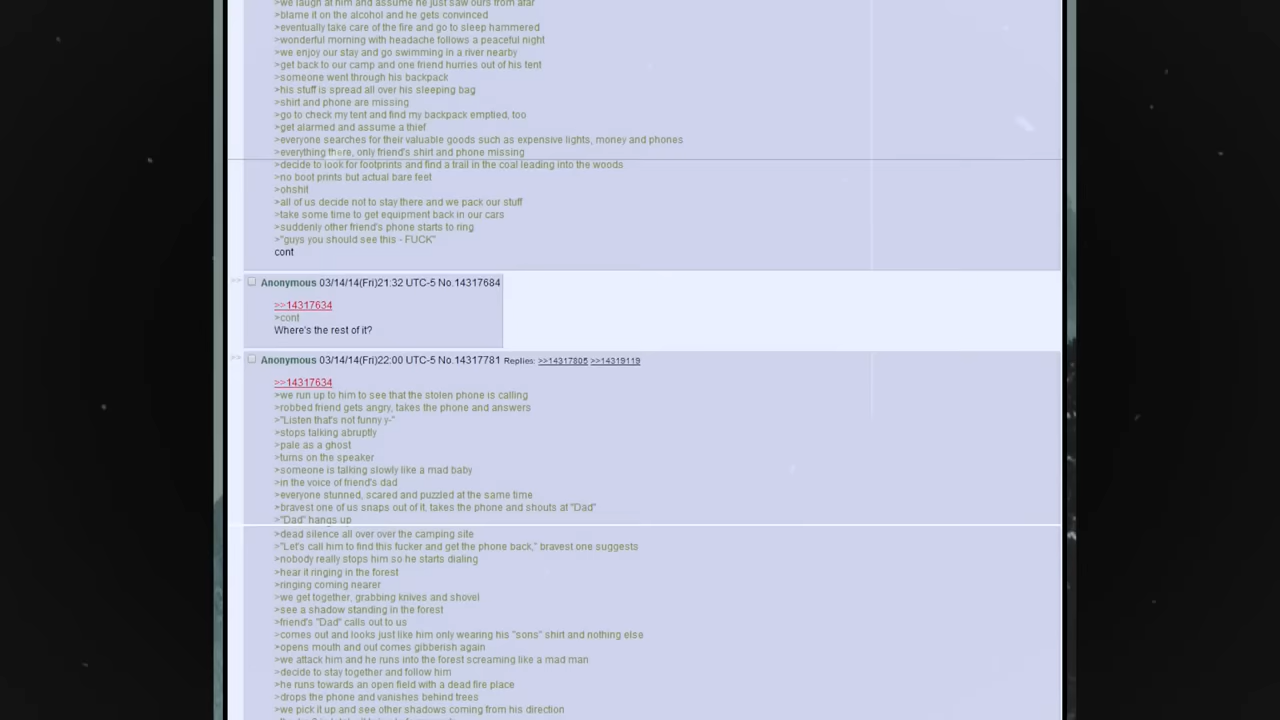 >we laugh at him and assume he just saw ours from afar
>blame it on the alcohol and he gets convinced
>eventually take care of the fire and go to sleep hammered
>wonderful morning with headache follows a peaceful night
>we enjoy our stay and go swimming in a river nearby
>get back to our camp and one friend hurries out of his tent
>someone went through his backpack
>his stuff is spread all over his sleeping bag
>shirt and phone are missing
>go to check my tent and find my backpack emptied, too
>get alarmed and assume a thief
>everyone searches for their valuable goods such as expensive lights, money and phones
>everything there, only friend's shirt and phone missing
>decide to look for footprints and find a trail in the coal leading into the woods
>no boot prints but actual bare feet
>ohshit
>all of us decide not to stay there and we pack our stuff
>take some time to get equipment back in our cars
>suddenly other friend's phone starts to ring
>"guys you should see this - FUCK"
cont
>> Anonymous 03/14/14(Fri)21:32 UTC-5 No.14317684
>>14317634
>cont
Where's the rest of it?
>> Anonymous 03/14/14(Fri)22:00 UTC-5 No.14317781 Replies: >>14317805 >>14319119
>>14317634
>we run up to him to see that the stolen phone is calling
>robbed friend gets angry, takes the phone and answers
>"Listen that's not funny y-"
>stops talking abruptly
>pale as a ghost
>turns on the speaker
>someone is talking slowly like a mad baby
>in the voice of friend's dad
>everyone stunned, scared and puzzled at the same time
>bravest one of us snaps out of it, takes the phone and shouts at "Dad"
>"Dad" hangs up
>dead silence all over over the camping site
>"Let's call him to find this fucker and get the phone back," bravest one suggests
>nobody really stops him so he starts dialing
>hear it ringing in the forest
>ringing coming nearer
>we get together, grabbing knives and shovel
>see a shadow standing in the forest
>friend's "Dad" calls out to us
>comes out and looks just like him only wearing his "sons" shirt and nothing else
>opens mouth and out comes gibberish again
>we attack him and he runs into the forest screaming like a mad man
>decide to stay together and follow him
>he runs towards an open field with a dead fire place
>drops the phone and vanishes behind trees
>we pick it up and see other shadows coming from his direction